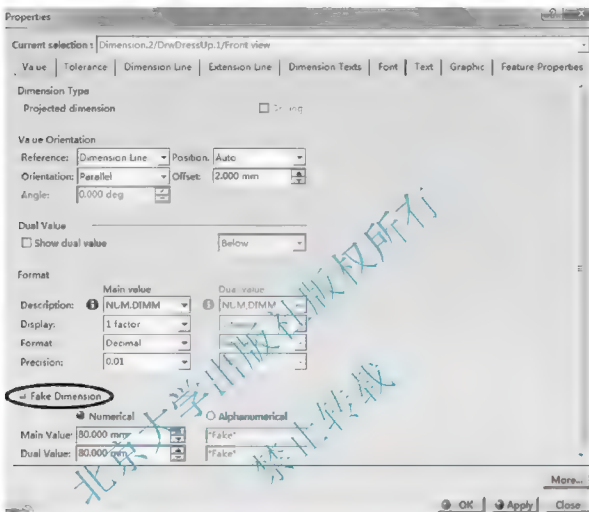 Properties
Current selection : Dimension.2/DrwDressUp.1/Front view
Value Tolerance Dimension Line Extension Line Dimension Texts Font Text Graphic Feature Properties
Dimension Type
Projected dimension
Value Orientation
Reference: Dimension Line Position: Auto
Orientation: Parallel Offset: 2.000 mm
Angle: 0.000 deg
Dual Value
Show dual value Below
Format
Main value Dual value
Description: NUM.DIMM NUM,DIMM
Display: 1 factor
Format Decimal
Precision: 0.01
Fake Dimension
Numerical Alphanumerical
Main Value: 80.000 mm *Fake*
Dual Value: 80.000 mm *Fake*
More...
OK Apply Close
北京大学出版社版权所有
禁止转载